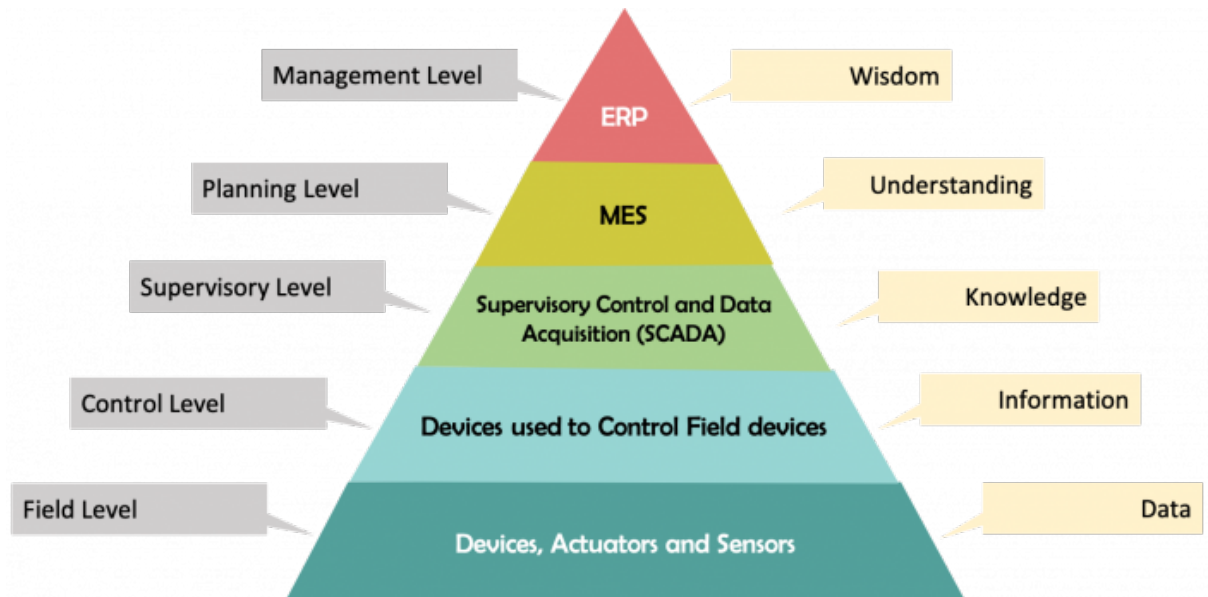 Management Level
Wisdom
ERP
Planning Level
Understanding
MES
Supervisory Level
Knowledge
Supervisory Control and Data
Acquisition (SCADA)
Control Level
Information
Devices used to Control Field devices
Field Level
Data
Devices, Actuators and Sensors